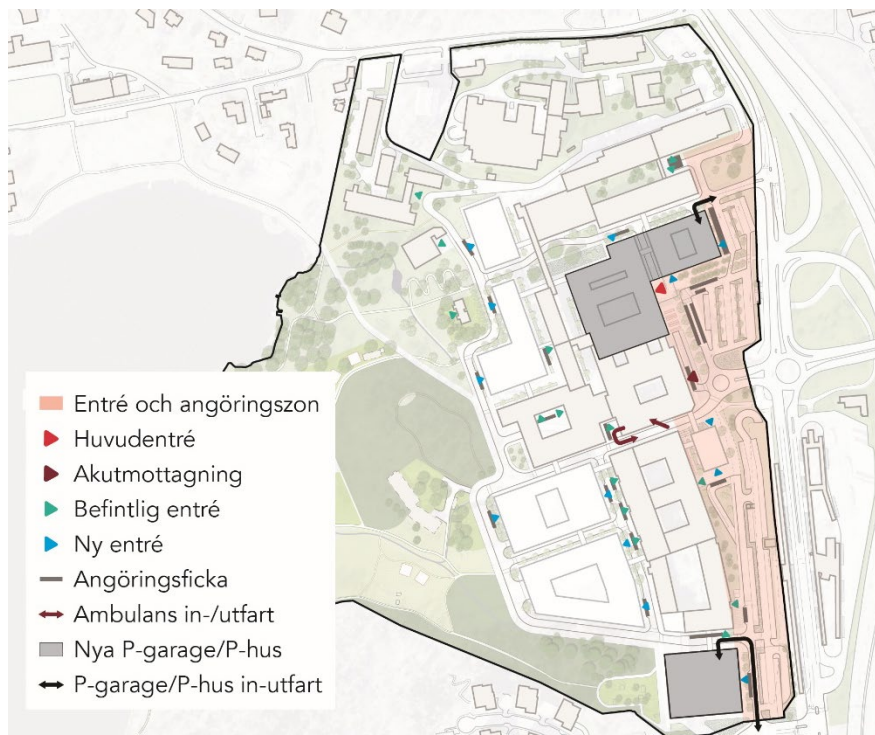 Entré och angöringszon
Huvudentré
Akutmottagning
Befintlig entré
Ny entré
Angöringsficka
Ambulans in-/utfart
Nya P-garage/P-hus
P-garage/P-hus in-utfart